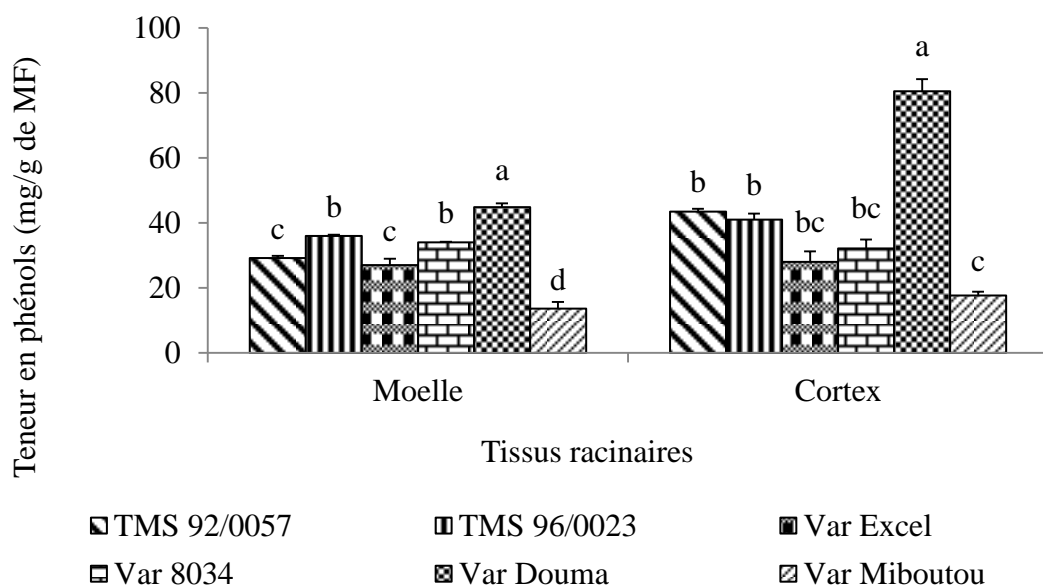 Teneur en phénols (mg/g de MF)
100
80
60
40
20
0
c b c b a d
b b bc bc a c
Moelle Cortex
Tissus racinaires
TMS 92/0057 TMS 96/0023 Var Excel
Var 8034 Var Douma Var Miboutou